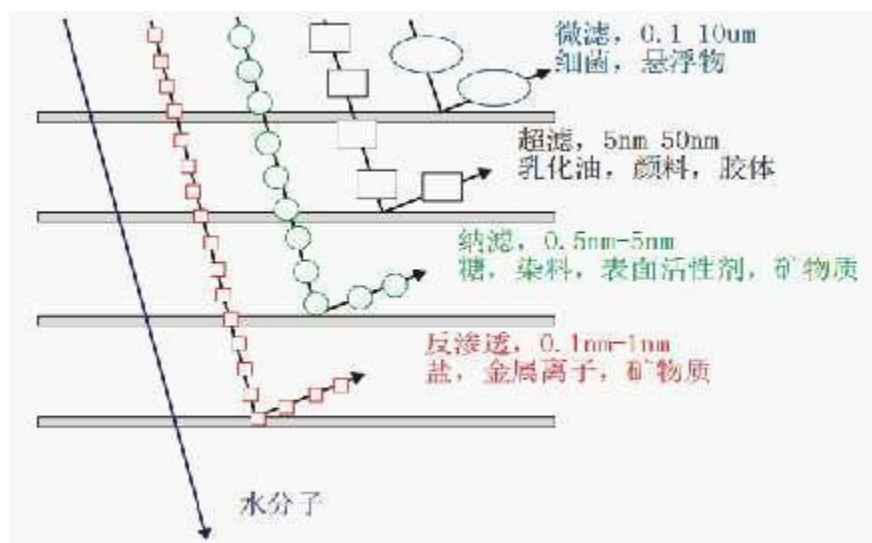 微滤，0.1 10um
细菌，悬浮物
超滤，5nm 50nm
乳化油，颜料，胶体
纳滤，0.5nm-5nm
糖，染料，表面活性剂，矿物质
反渗透，0.1nm-1nm
盐，金属离子，矿物质
水分子